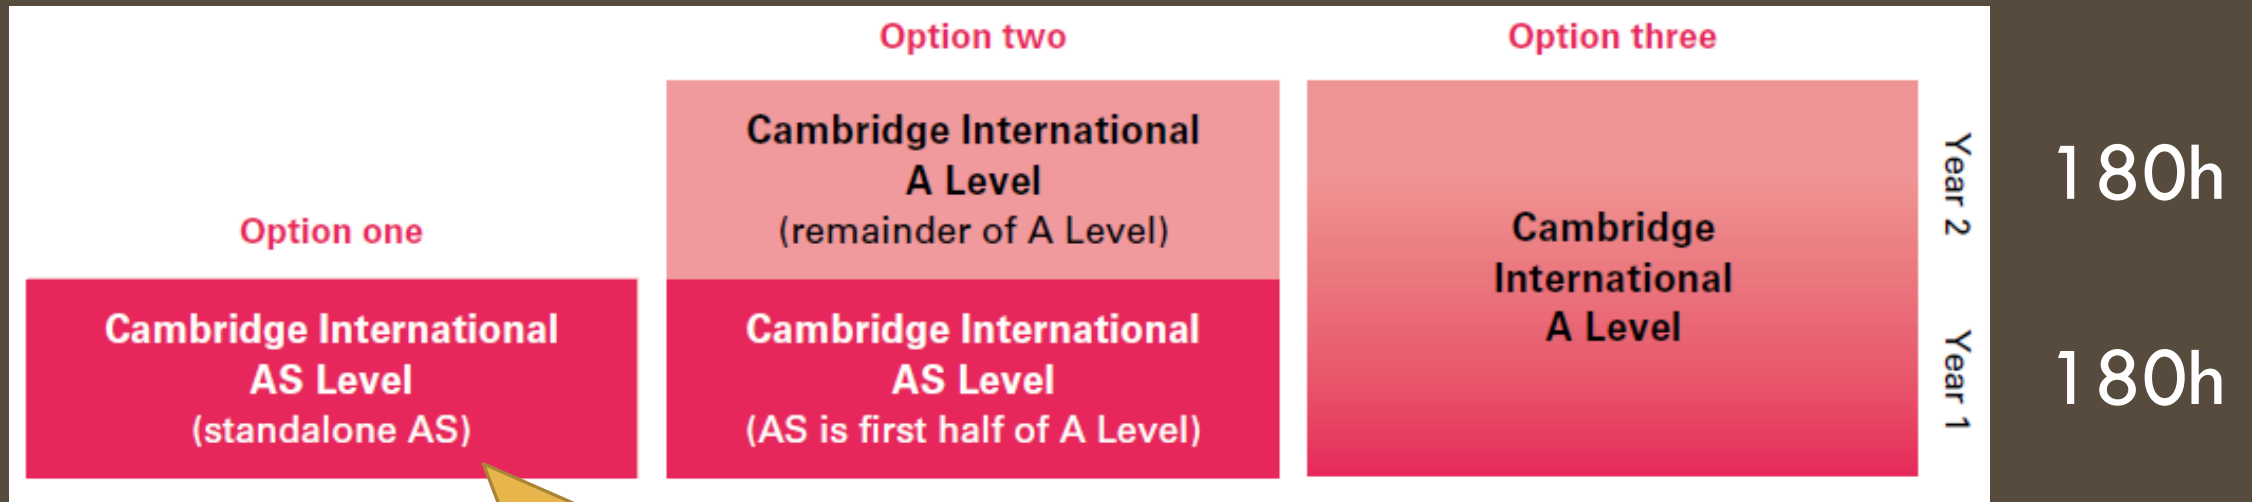 Option one
Cambridge International
AS Level
(standalone AS)
Option two
Cambridge International
A Level
(remainder of A Level)
Cambridge International
AS Level
(AS is first half of A Level)
Option three
Cambridge
International
A Level
Year 2
180h
Year 1
180h